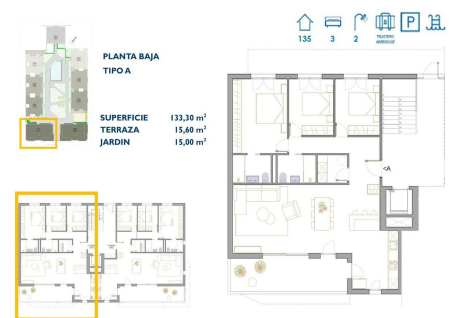 135 3 2 TRASTERO
WAREHOUSE
P
PLANTA BAJA
TIPO A
SUPERFICIE 133,30 m²
TERRAZA 15,60 m²
JARDIN 15,00 m²
<A